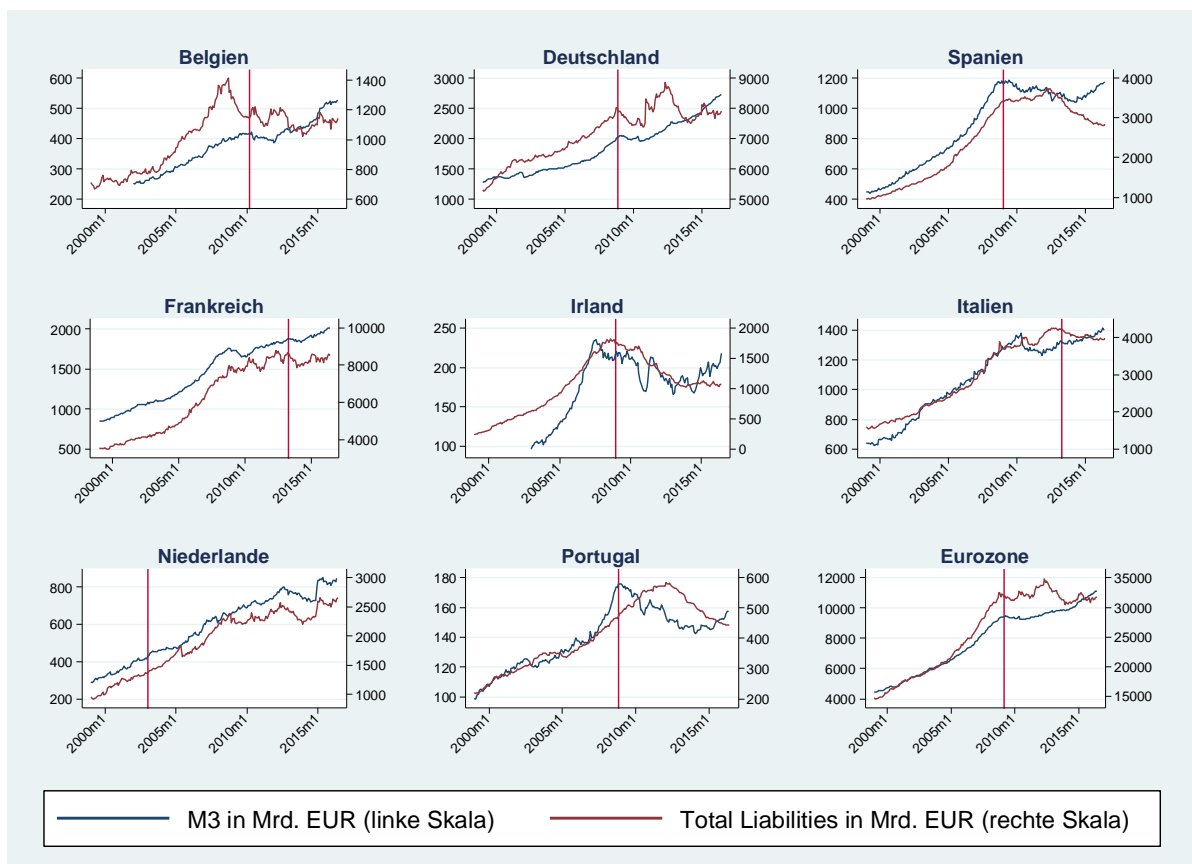 Belgien
600
500
400
300
200
1400
1200
1000
800
600
2000m1
2005m1
2010m1
2015m1
Deutschland
3000
2500
2000
1500
1000
9000
8000
7000
6000
5000
2000m1
2005m1
2010m1
2015m1
Spanien
1200
1000
800
600
400
4000
3000
2000
1000
2000m1
2005m1
2010m1
2015m1
Frankreich
2000
1500
1000
500
10000
8000
6000
4000
2000m1
2005m1
2010m1
2015m1
Irland
250
200
150
100
2000
1500
1000
500
0
2000m1
2005m1
2010m1
2015m1
Italien
1400
1200
1000
800
600
4000
3000
2000
1000
2000m1
2005m1
2010m1
2015m1
Niederlande
800
600
400
200
3000
2500
2000
1500
1000
2000m1
2005m1
2010m1
2015m1
Portugal
180
160
140
120
100
600
500
400
300
200
2000m1
2005m1
2010m1
2015m1
Eurozone
12000
10000
8000
6000
4000
35000
30000
25000
20000
15000
2000m1
2005m1
2010m1
2015m1
M3 in Mrd. EUR (linke Skala)
Total Liabilities in Mrd. EUR (rechte Skala)